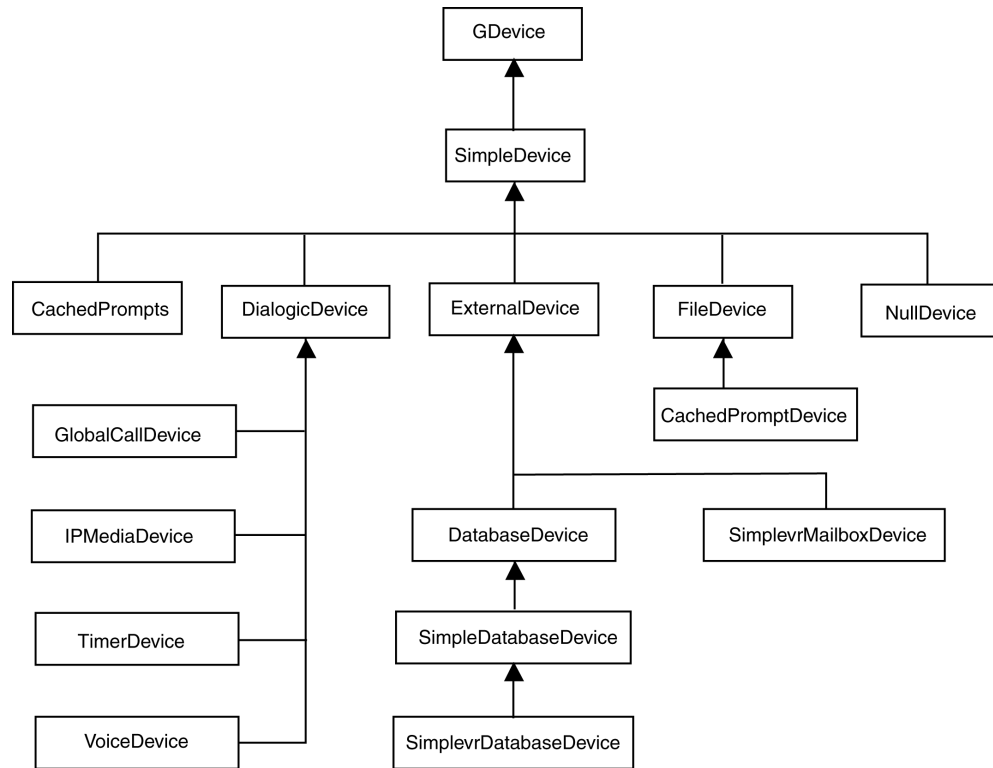 GDevice
SimpleDevice
CachedPrompts
DialogicDevice
ExternalDevice
FileDevice
NullDevice
GlobalCallDevice
CachedPromptDevice
IPMediaDevice
DatabaseDevice
SimplevrMailboxDevice
TimerDevice
SimpleDatabaseDevice
VoiceDevice
SimplevrDatabaseDevice